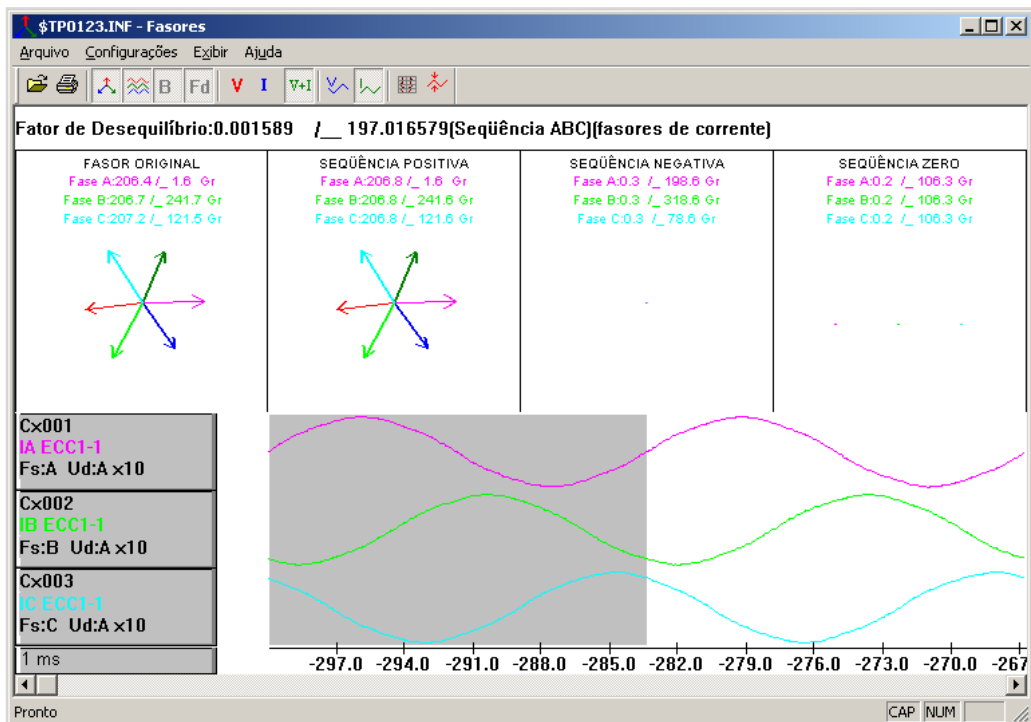 $TP0123.INF - Fasores
Arquivo Configurações Exibir Ajuda
B Fd V I V+I V I
Fator de Desequilíbrio:0.001589 /__ 197.016579(Seqüência ABC)(fasores de corrente)
FASOR ORIGINAL
Fase A:206.4 /_ 1.6 Gr
Fase B:206.7 /_ 241.7 Gr
Fase C:207.2 /_ 121.5 Gr
SEQÜÊNCIA POSITIVA
Fase A:206.8 /_ 1.6 Gr
Fase B:206.8 /_ 241.6 Gr
Fase C:206.8 /_ 121.6 Gr
SEQÜÊNCIA NEGATIVA
Fase A:0.3 /_ 198.6 Gr
Fase B:0.3 /_ 318.6 Gr
Fase C:0.3 /_ 78.6 Gr
SEQÜÊNCIA ZERO
Fase A:0.2 /_ 106.3 Gr
Fase B:0.2 /_ 106.3 Gr
Fase C:0.2 /_ 106.3 Gr
Cx001
IA ECC1-1
Fs:A Ud:A x10
Cx002
IB ECC1-1
Fs:B Ud:A x10
Cx003
IC ECC1-1
Fs:C Ud:A x10
1 ms
-297.0 -294.0 -291.0 -288.0 -285.0 -282.0 -279.0 -276.0 -273.0 -270.0 -267
Pronto
CAP NUM